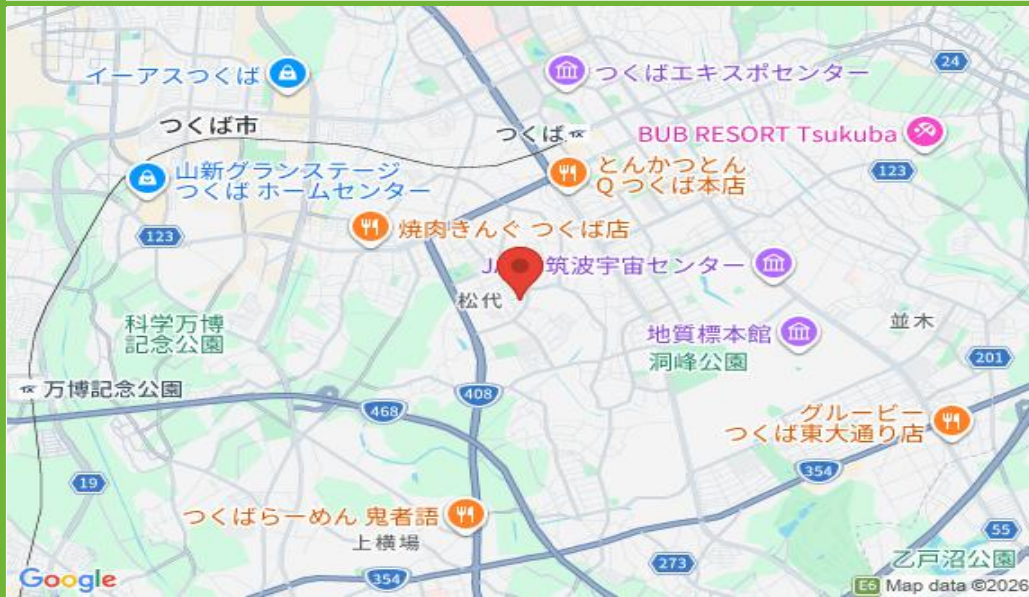 24
イーアスつくば
つくばエキスポセンター
つくば市
つくば
BUB RESORT Tsukuba
山新グランステージ
つくば ホームセンター
とんかつとん
Q つくば本店
123
焼肉きんぐ つくば店
123
筑波宇宙センター
松代
科学万博
記念公園
地質標本館
洞峰公園
並木
201
万博記念公園
408
468
グルービー
つくば東大通り店
354
19
つくばらーめん 鬼者語
上横場
55
273
乙戸沼公園
354
Google
E6
Map data ©2026